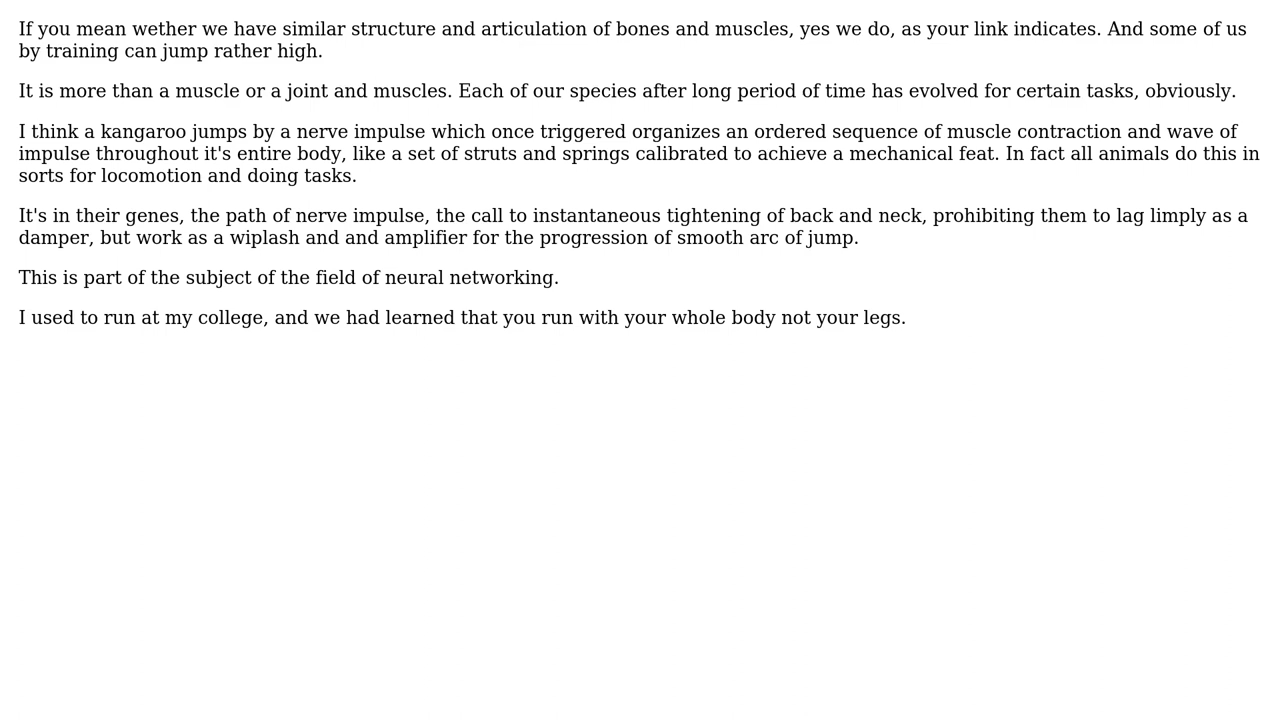 If you mean wether we have similar structure and articulation of bones and muscles, yes we do, as your link indicates. And some of us
by training can jump rather high.
It is more than a muscle or a joint and muscles. Each of our species after long period of time has evolved for certain tasks, obviously.
I think a kangaroo jumps by a nerve impulse which once triggered organizes an ordered sequence of muscle contraction and wave of
impulse throughout it's entire body, like a set of struts and springs calibrated to achieve a mechanical feat. In fact all animals do this in
sorts for locomotion and doing tasks.
It's in their genes, the path of nerve impulse, the call to instantaneous tightening of back and neck, prohibiting them to lag limply as a
damper, but work as a wiplash and and amplifier for the progression of smooth arc of jump.
This is part of the subject of the field of neural networking.
I used to run at my college, and we had learned that you run with your whole body not your legs.